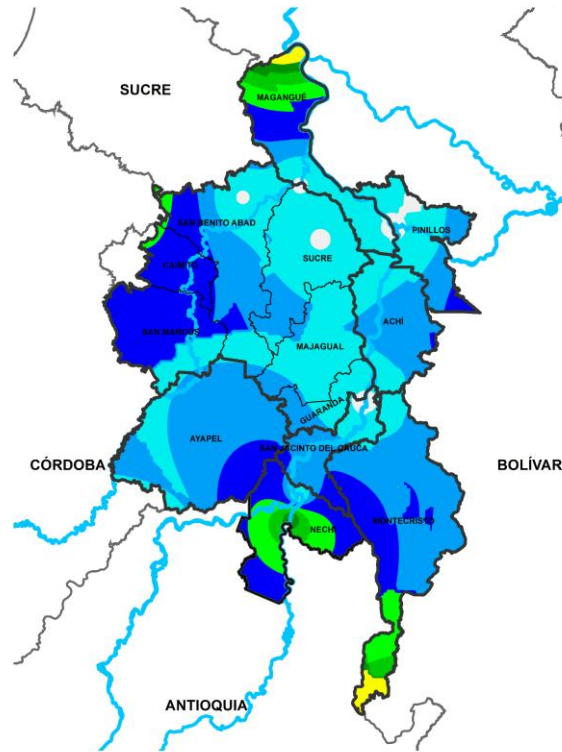 SUCRE
MAGANGUÉ
SAN BENITO ABAD
PINILLOS
SUCRE
CAIMITO
SAN MARCOS
ACHÍ
MAJAGUAL
GUARANDA
AYAPEL
SAN JACINTO DEL CAUCA
CÓRDOBA
BOLÍVAR
MONTECRISTO
NECHÍ
ANTIOQUIA